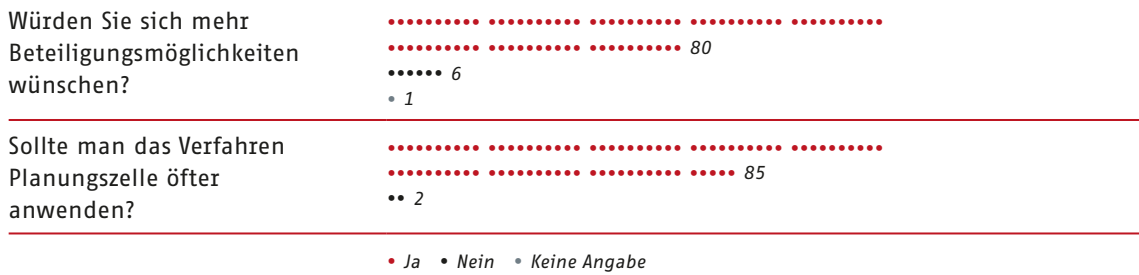 Würden Sie sich mehr
Beteiligungsmöglichkeiten
wünschen?
80
6
1
Sollte man das Verfahren
Planungszelle öfter
anwenden?
85
2
• Ja • Nein • Keine Angabe